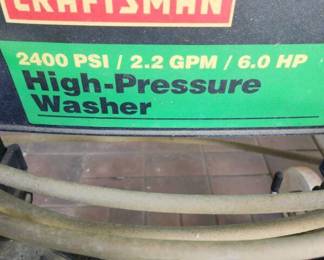 CRAFTSMAN
2400 PSI / 2.2 GPM / 6.0 HP
High-Pressure
Washer